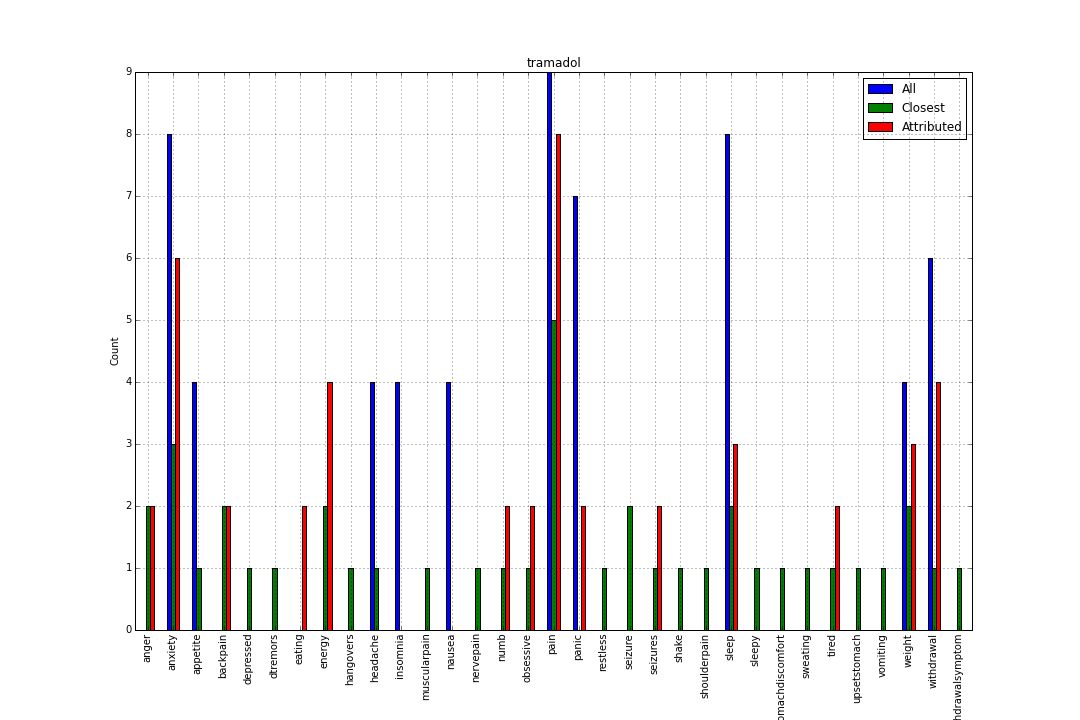 tramadol
9
8
7
6
5
4
3
2
1
0
Count
All
Closest
Attributed
anger
anxiety
appetite
backpain
depressed
dtremors
eating
energy
hangovers
headache
insomnia
muscularpain
nausea
nervepain
numb
obsessive
pain
panic
restless
seizure
seizures
shake
shoulderpain
sleep
sleepy
omachdiscomfort
sweating
tired
upsetstomach
vomiting
weight
withdrawal
hdrawalsymptom